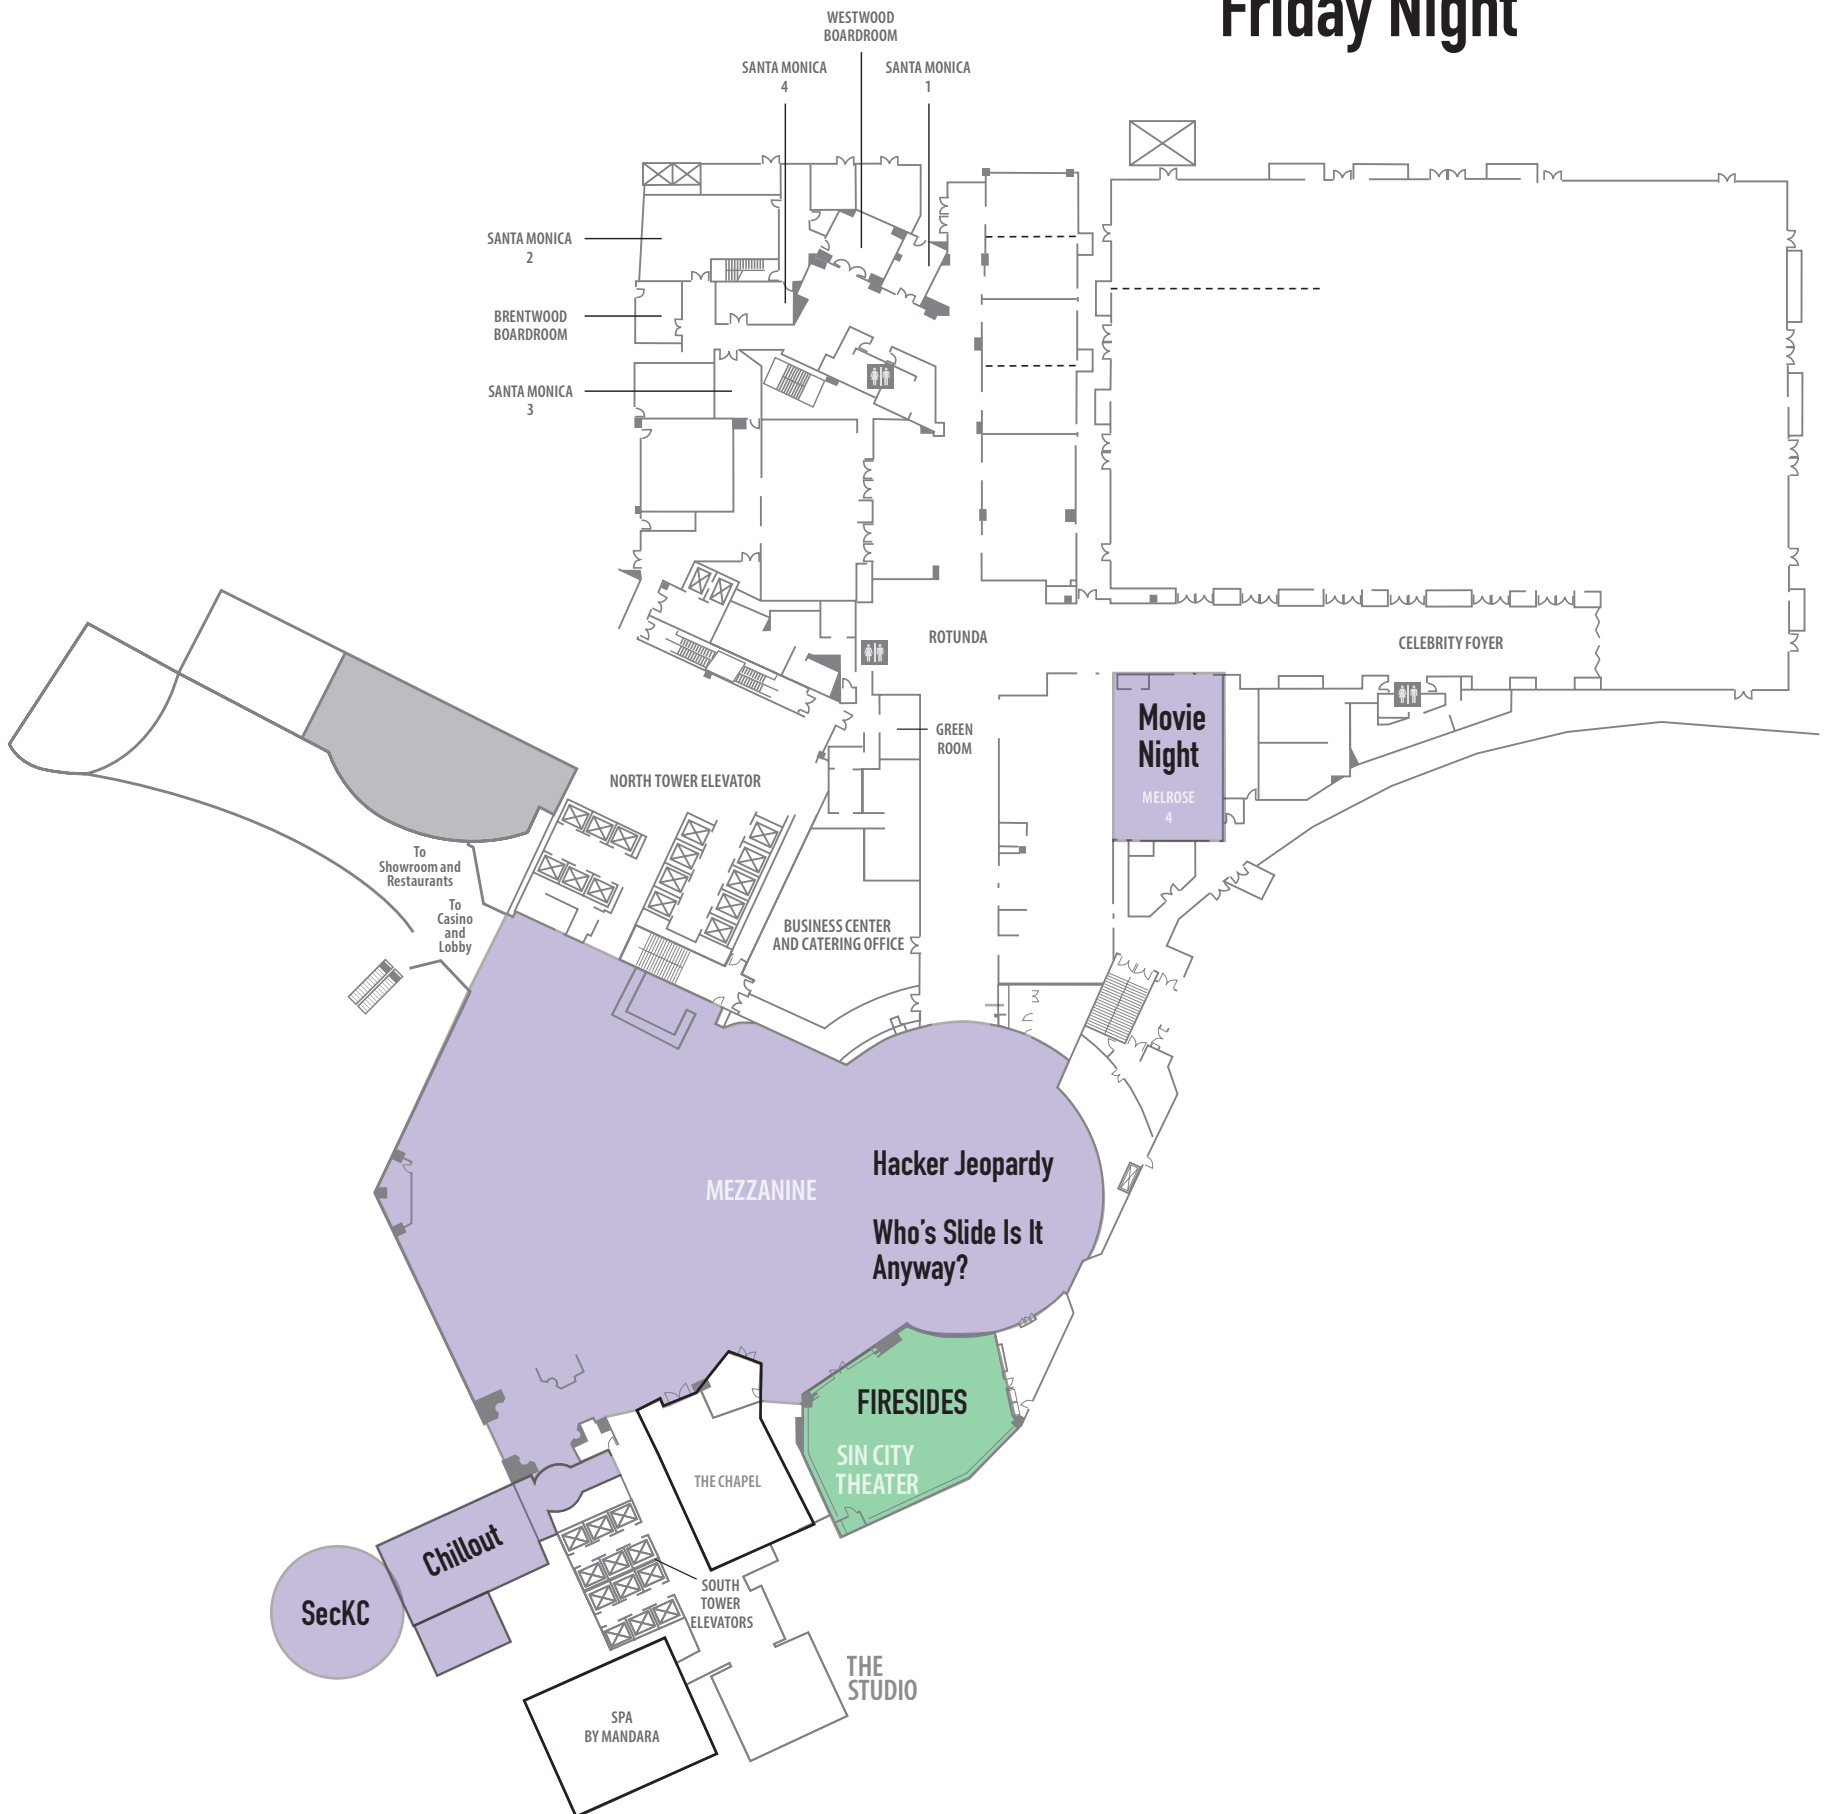 Friday Night
WESTWOOD
BOARDROOM
SANTA MONICA
4
SANTA MONICA
1
SANTA MONICA
2
BRENTWOOD
BOARDROOM
SANTA MONICA
3
ROTUNDA
CELEBRITY FOYER
GREEN
ROOM
Movie
Night
MELROSE
4
NORTH TOWER ELEVATOR
To
Showroom and
Restaurants
To
Casino
and
Lobby
BUSINESS CENTER
AND CATERING OFFICE
MEZZANINE
Hacker Jeopardy
Who's Slide Is It
Anyway?
FIRESIDES
SIN CITY
THEATER
THE CHAPEL
Chillout
SecKC
SOUTH
TOWER
ELEVATORS
THE
STUDIO
SPA
BY MANDARA